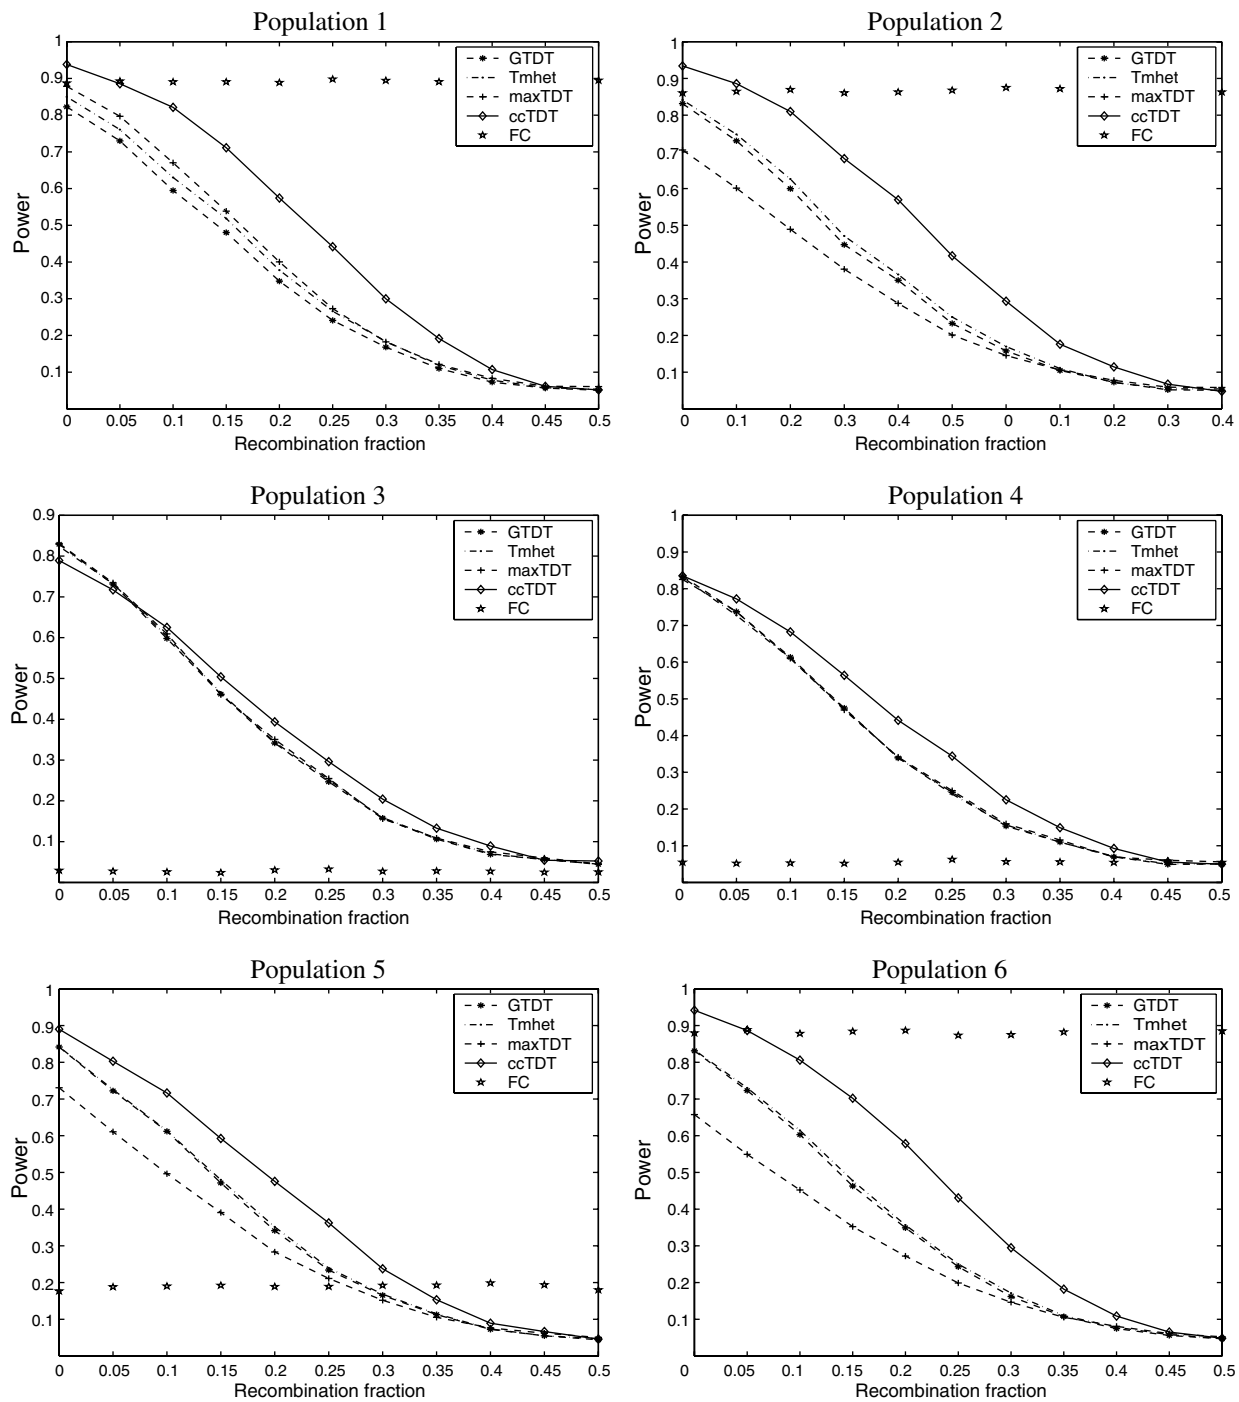 Population 1
1
0.9
0.8
0.7
0.6
0.5
0.4
0.3
0.2
0.1
Power
GTDT
Tmhet
maxTDT
ccTDT
FC
0 0.05 0.1 0.15 0.2 0.25 0.3 0.35 0.4 0.45 0.5
Recombination fraction
Population 2
1
0.9
0.8
0.7
0.6
0.5
0.4
0.3
0.2
0.1
Power
GTDT
Tmhet
maxTDT
ccTDT
FC
0 0.1 0.2 0.3 0.4 0.5 0 0.1 0.2 0.3 0.4
Recombination fraction
Population 3
0.9
0.8
0.7
0.6
0.5
0.4
0.3
0.2
0.1
Power
GTDT
Tmhet
maxTDT
ccTDT
FC
0 0.05 0.1 0.15 0.2 0.25 0.3 0.35 0.4 0.45 0.5
Recombination fraction
Population 4
1
0.9
0.8
0.7
0.6
0.5
0.4
0.3
0.2
0.1
Power
GTDT
Tmhet
maxTDT
ccTDT
FC
0 0.05 0.1 0.15 0.2 0.25 0.3 0.35 0.4 0.45 0.5
Recombination fraction
Population 5
1
0.9
0.8
0.7
0.6
0.5
0.4
0.3
0.2
0.1
Power
GTDT
Tmhet
maxTDT
ccTDT
FC
0 0.05 0.1 0.15 0.2 0.25 0.3 0.35 0.4 0.45 0.5
Recombination fraction
Population 6
1
0.9
0.8
0.7
0.6
0.5
0.4
0.3
0.2
0.1
Power
GTDT
Tmhet
maxTDT
ccTDT
FC
0 0.05 0.1 0.15 0.2 0.25 0.3 0.35 0.4 0.45 0.5
Recombination fraction